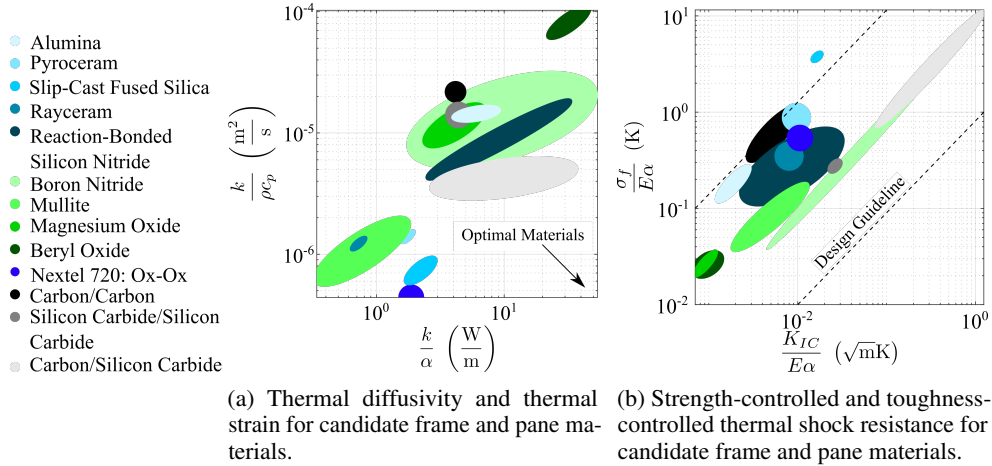 Alumina
Pyroceram
Slip-Cast Fused Silica
Rayceram
Reaction-Bonded
Silicon Nitride
Boron Nitride
Mullite
Magnesium Oxide
Beryl Oxide
Nextel 720: Ox-Ox
Carbon/Carbon
Silicon Carbide/Silicon
Carbide
Carbon/Silicon Carbide
10^-4
10^-5
10^-6
k/ρc_p (m^2/s)
Optimal Materials
10^0
10^1
k/α (W/m)
(a) Thermal diffusivity and thermal
strain for candidate frame and pane ma-
terials.
10^1
10^0
10^-1
10^-2
σ_f/Eα (K)
Design Guideline
10^-2
10^-1
10^0
K_IC/Eα (√mK)
(b) Strength-controlled and toughness-
controlled thermal shock resistance for
candidate frame and pane materials.